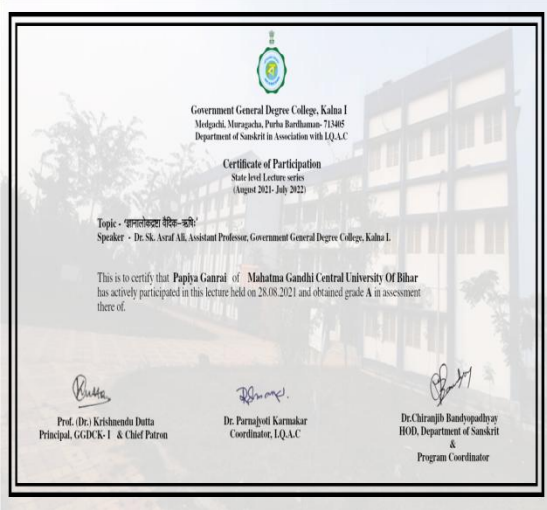 Government General Degree College, Kalna I
Medgachi, Muragacha, Purba Bardhaman- 713405
Department of Sanskrit in Association with I.Q.A.C
Certificate of Participation
State level Lecture series
(August 2021- July 2022)
Topic - ‘ज्ञानालोकद्रष्टा वैदिक-ऋषिः’
Speaker - Dr. Sk. Asraf Ali, Assistant Professor, Government General Degree College, Kalna I.
This is to certify that Papiya Ganrai of Mahatma Gandhi Central University Of Bihar
has actively participated in this lecture held on 28.08.2021 and obtained grade A in assessment
there of.
Prof. (Dr.) Krishnendu Dutta
Principal, GGDCK- I & Chief Patron
Dr. Parnajyoti Karmakar
Coordinator, I.Q.A.C
Dr.Chiranjib Bandyopadhyay
HOD, Department of Sanskrit
&
Program Coordinator